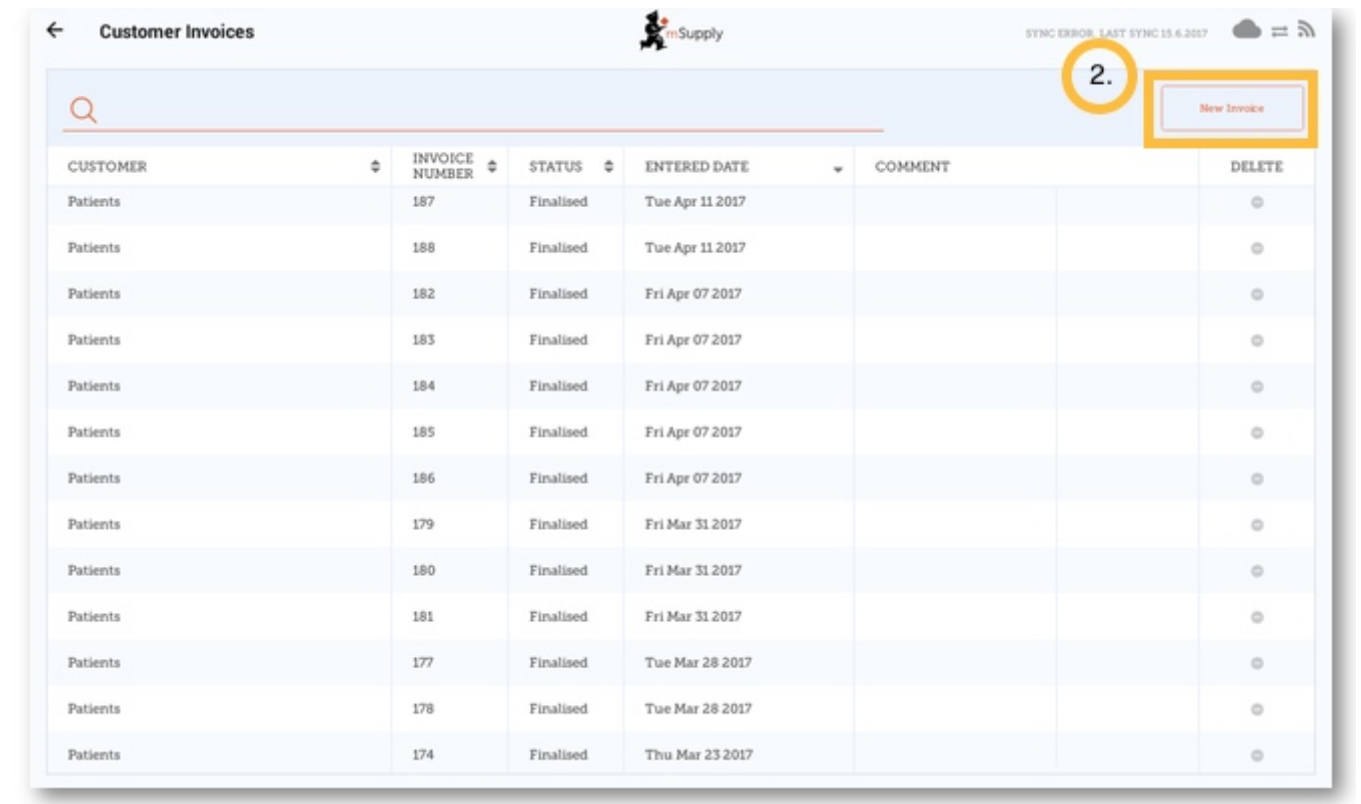 Customer Invoices
mSupply
SYNC ERROR. LAST SYNC 15.6.2017
2.
New Invoice
CUSTOMER INVOICE NUMBER STATUS ENTERED DATE COMMENT DELETE
Patients 187 Finalised Tue Apr 11 2017
Patients 188 Finalised Tue Apr 11 2017
Patients 182 Finalised Fri Apr 07 2017
Patients 183 Finalised Fri Apr 07 2017
Patients 184 Finalised Fri Apr 07 2017
Patients 185 Finalised Fri Apr 07 2017
Patients 186 Finalised Fri Apr 07 2017
Patients 179 Finalised Fri Mar 31 2017
Patients 180 Finalised Fri Mar 31 2017
Patients 181 Finalised Fri Mar 31 2017
Patients 177 Finalised Tue Mar 28 2017
Patients 178 Finalised Tue Mar 28 2017
Patients 174 Finalised Thu Mar 23 2017